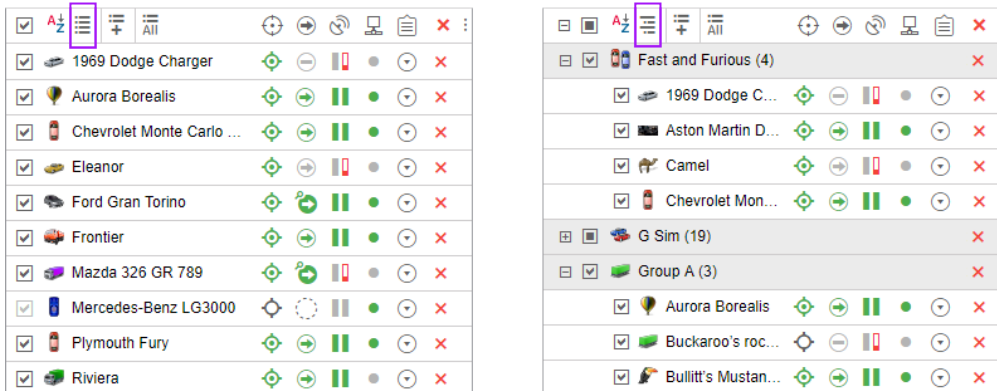 AZ All
1969 Dodge Charger
Aurora Borealis
Chevrolet Monte Carlo ...
Eleanor
Ford Gran Torino
Frontier
Mazda 326 GR 789
Mercedes-Benz LG3000
Plymouth Fury
Riviera
AZ All
Fast and Furious (4)
1969 Dodge C...
Aston Martin D...
Camel
Chevrolet Mon...
G Sim (19)
Group A (3)
Aurora Borealis
Buckaroo's roc...
Bullitt's Mustan...